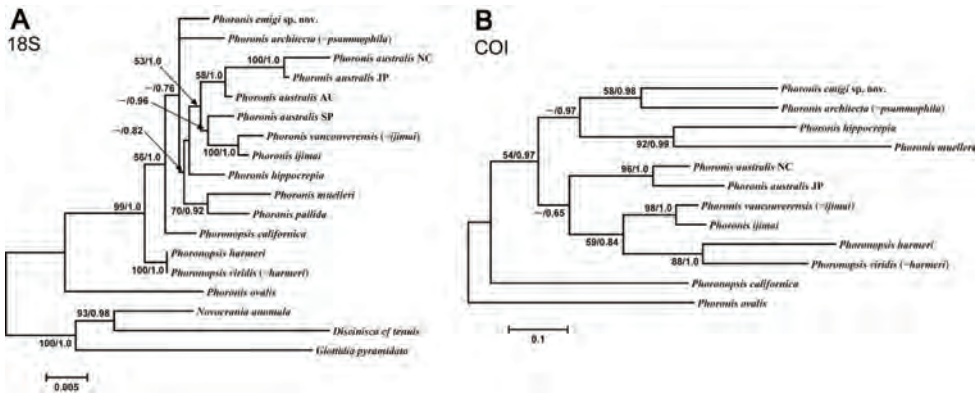 A
18S
Phoronis emigi sp. nov.
Phoronis architecta (=psammophila)
53/1.0
100/1.0
Phoronis australis NC
58/1.0
Phoronis australis JP
–/0.76
Phoronis australis AU
–/0.96
Phoronis australis SP
Phoronis vancouverensis (=ijimai)
–/0.82
100/1.0
Phoronis ijimai
56/1.0
Phoronis hippocrepia
Phoronis muelleri
70/0.92
Phoronis pallida
99/1.0
Phoronopsis californica
Phoronopsis harmeri
100/1.0
Phoronopsis viridis (=harmeri)
Phoronis ovalis
93/0.98
Novocrania anomala
Discinisca cf tenuis
100/1.0
Glottidia pyramidata
0.005
B
COI
58/0.98
Phoronis emigi sp. nov.
–/0.97
Phoronis architecta (=psammophila)
Phoronis hippocrepia
92/0.99
Phoronis muelleri
54/0.97
96/1.0
Phoronis australis NC
Phoronis australis JP
–/0.65
98/1.0
Phoronis vancouverensis (=ijimai)
Phoronis ijimai
59/0.84
Phoronopsis harmeri
88/1.0
Phoronopsis viridis (=harmeri)
Phoronopsis californica
Phoronis ovalis
0.1